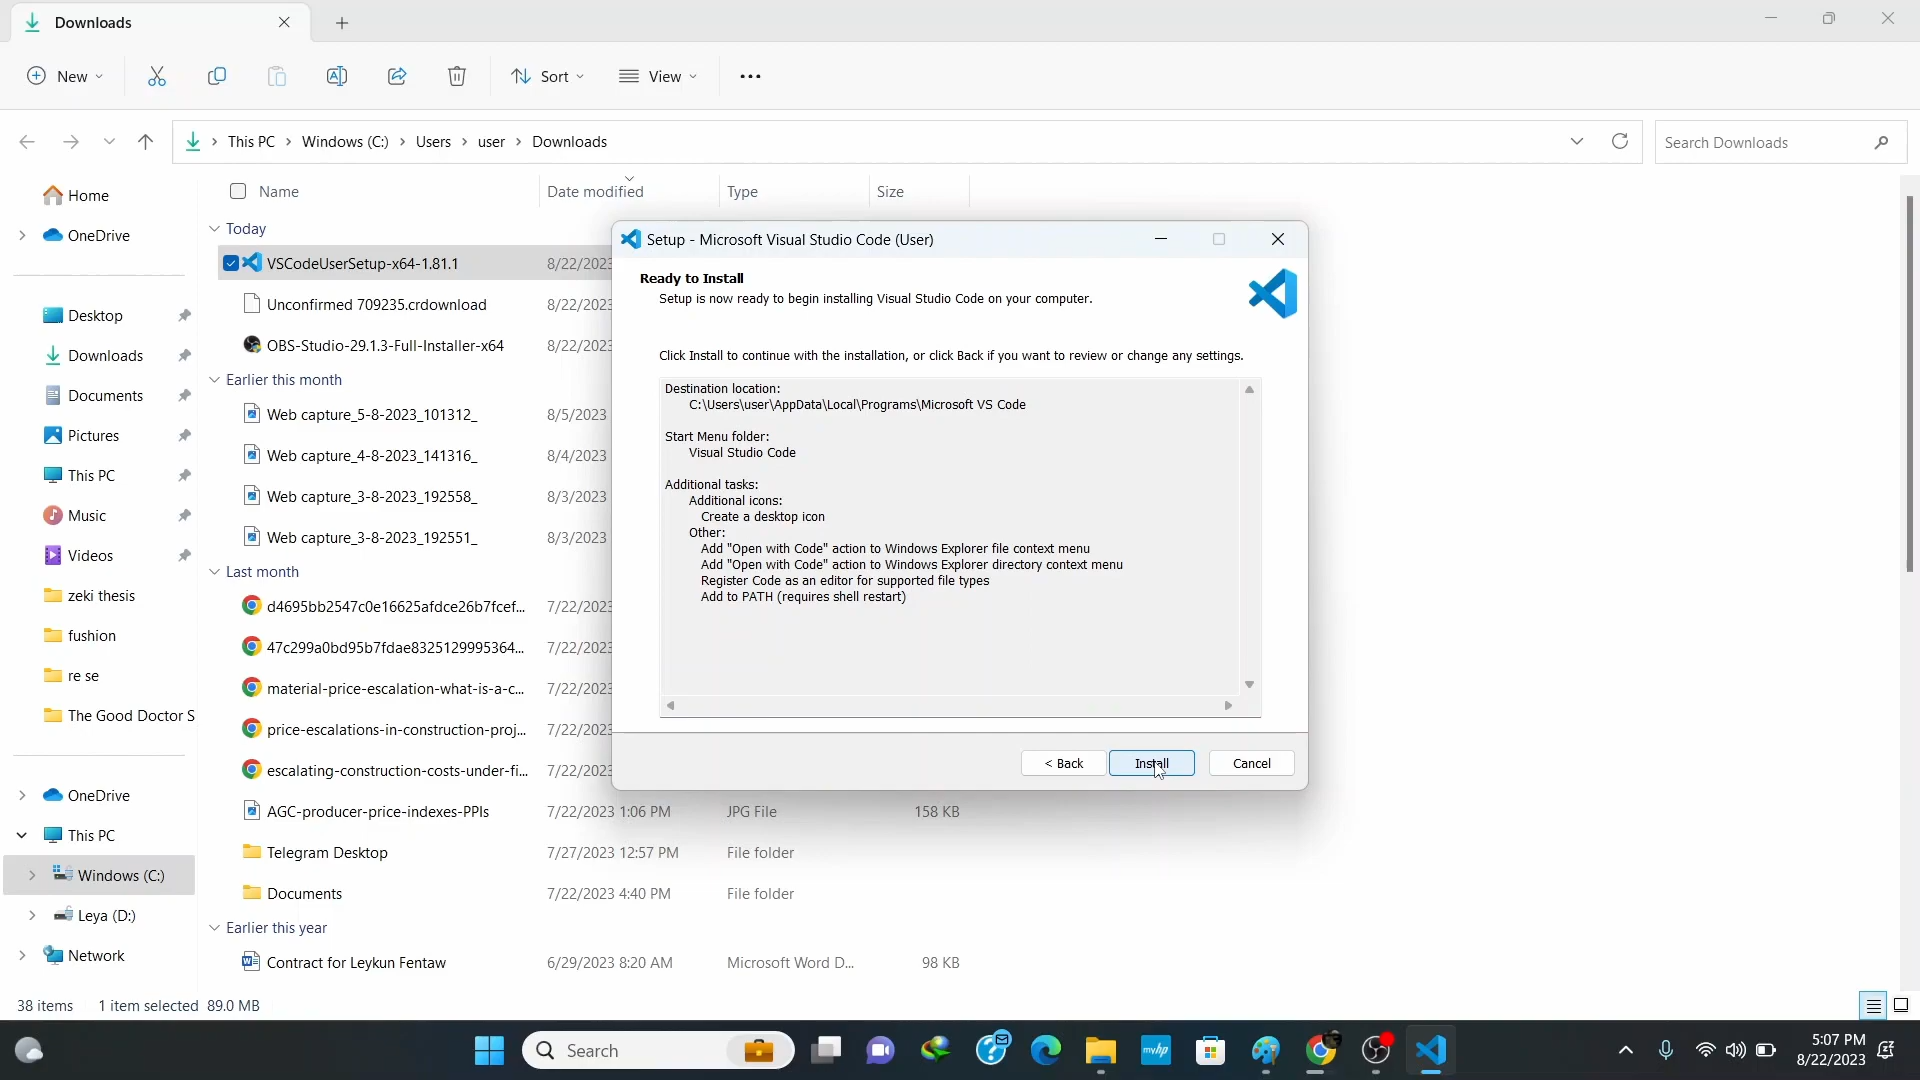 Downloads
New
Sort
View
This PC
Windows (C:)
Users
user
Downloads
Search Downloads
Name
Date modified
Type
Size
Home
OneDrive
Desktop
Downloads
Documents
Pictures
This PC
Music
Videos
zeki thesis
fushion
re se
The Good Doctor S
OneDrive
This PC
Windows (C:)
Leya (D:)
Network
Today
VSCodeUserSetup-x64-1.81.1 8/22/2023
Unconfirmed 709235.crdownload 8/22/2023
OBS-Studio-29.1.3-Full-Installer-x64 8/22/2023
Earlier this month
Web capture_5-8-2023_101312_ 8/5/2023
Web capture_4-8-2023_141316_ 8/4/2023
Web capture_3-8-2023_192558_ 8/3/2023
Web capture_3-8-2023_192551_ 8/3/2023
Last month
d4695bb2547c0e16625afdce26b7fcef... 7/22/2023
47c299a0bd95b7fdae8325129995364... 7/22/2023
material-price-escalation-what-is-a-c... 7/22/2023
price-escalations-in-construction-proj... 7/22/2023
escalating-construction-costs-under-fi... 7/22/2023
AGC-producer-price-indexes-PPIs 7/22/2023 1:06 PM JPG File 158 KB
Telegram Desktop 7/27/2023 12:57 PM File folder
Documents 7/22/2023 4:40 PM File folder
Earlier this year
Contract for Leykun Fentaw 6/29/2023 8:20 AM Microsoft Word D... 98 KB
Setup - Microsoft Visual Studio Code (User)
Ready to Install
Setup is now ready to begin installing Visual Studio Code on your computer.
Click Install to continue with the installation, or click Back if you want to review or change any settings.
Destination location:
C:\Users\user\AppData\Local\Programs\Microsoft VS Code
Start Menu folder:
Visual Studio Code
Additional tasks:
Additional icons:
Create a desktop icon
Other:
Add "Open with Code" action to Windows Explorer file context menu
Add "Open with Code" action to Windows Explorer directory context menu
Register Code as an editor for supported file types
Add to PATH (requires shell restart)
< Back
Install
Cancel
38 items 1 item selected 89.0 MB
Search
myhp
5:07 PM
8/22/2023